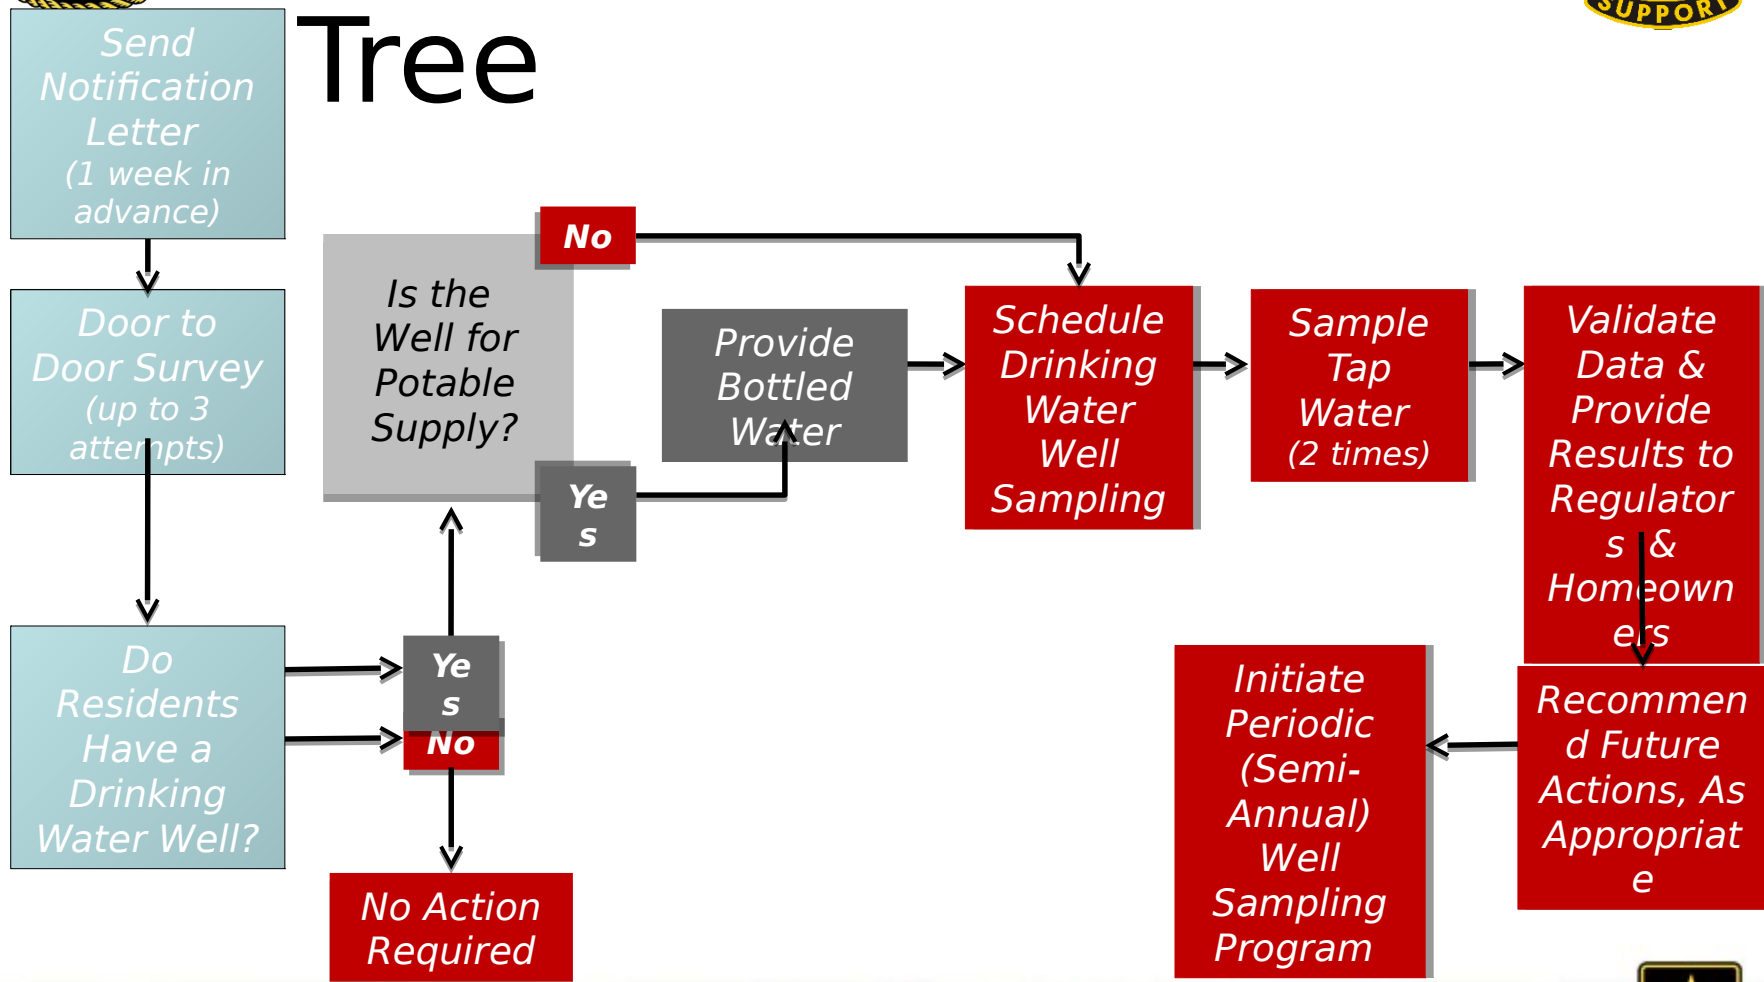 Tree
SUPPORT
Send
Notification
Letter
(1 week in
advance)
Door to
Door Survey
(up to 3
attempts)
Do
Residents
Have a
Drinking
Water Well?
Ye
s
No
No Action
Required
Is the
Well for
Potable
Supply?
No
Ye
s
Provide
Bottled
Water
Schedule
Drinking
Water
Well
Sampling
Sample
Tap
Water
(2 times)
Validate
Data &
Provide
Results to
Regulator
s &
Homeown
ers
Recommen
d Future
Actions, As
Appropriat
e
Initiate
Periodic
(Semi-
Annual)
Well
Sampling
Program